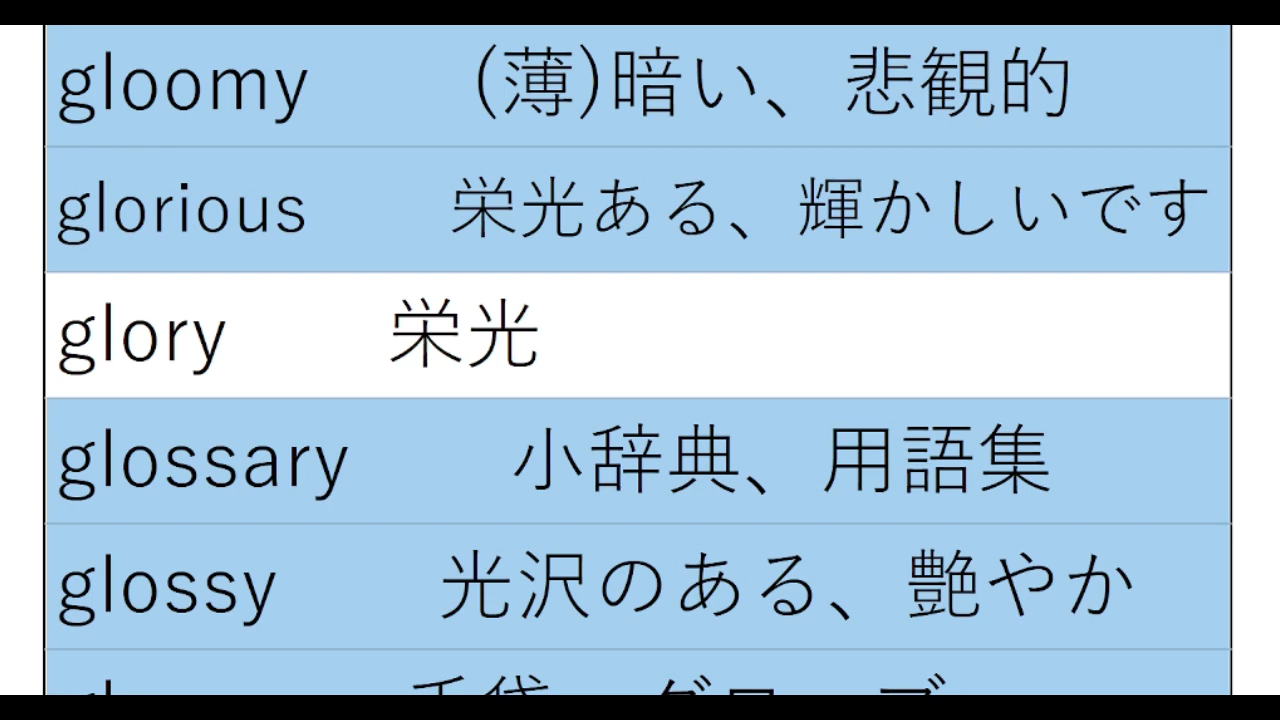 gloomy (薄)暗い、悲観的
glorious 栄光ある、輝かしいです
glory 栄光
glossary 小辞典、用語集
glossy 光沢のある、艶やか